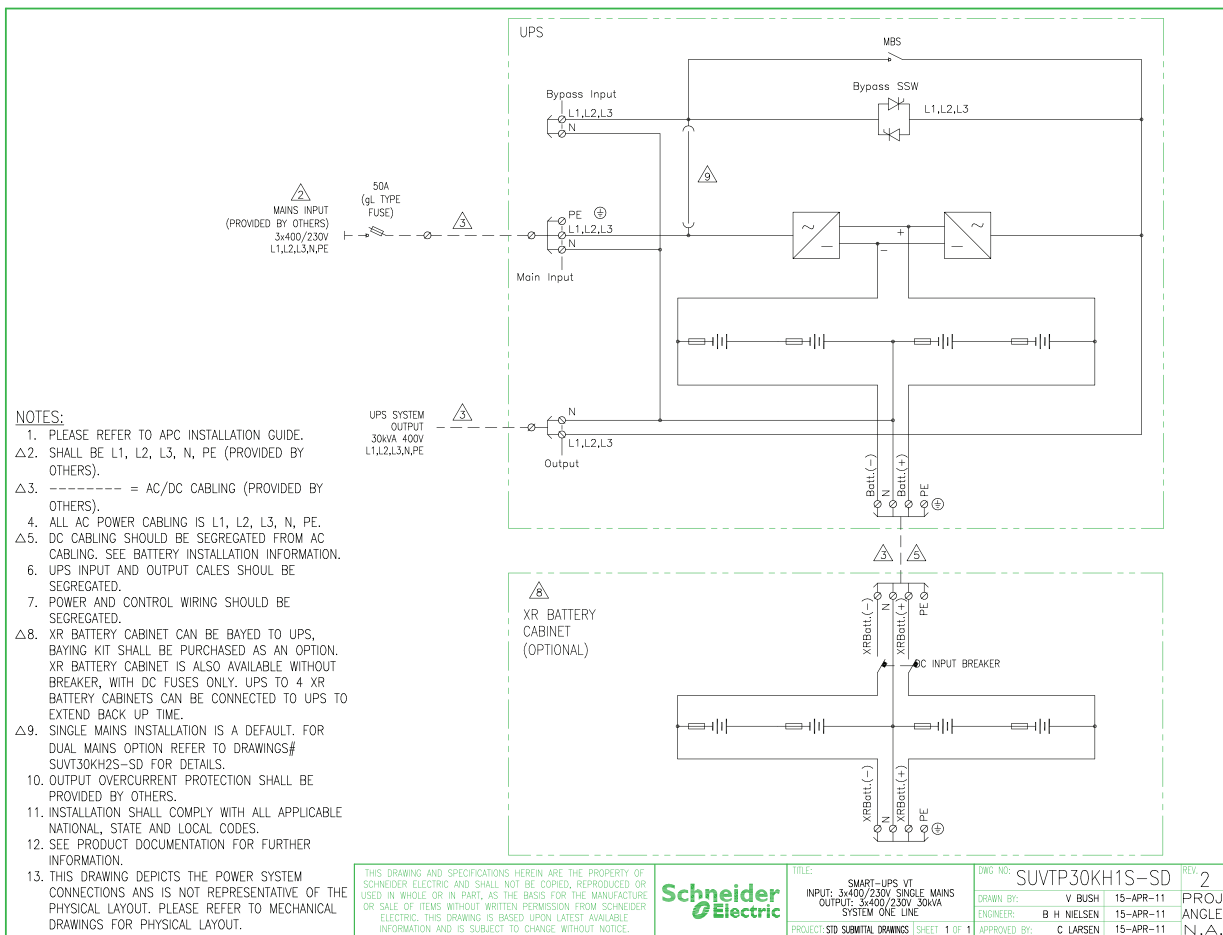 UPS
MBS
Bypass SSW
L1,L2,L3
Bypass Input
L1,L2,L3
N
9
2
MAINS INPUT
(PROVIDED BY OTHERS)
3x400/230V
L1,L2,L3,N,PE
50A
(gL TYPE
FUSE)
3
PE
L1,L2,L3
N
Main Input
~
–
+
–
~
–
UPS SYSTEM
OUTPUT
30kVA 400V
L1,L2,L3,N,PE
3
N
L1,L2,L3
Output
Batt.(–)
N
Batt.(+)
PE
3
5
8
XR BATTERY
CABINET
(OPTIONAL)
XRBatt.(–)
N
XRBatt.(+)
PE
DC INPUT BREAKER
XRBatt.(–)
N
XRBatt.(+)
PE
NOTES:
1. PLEASE REFER TO APC INSTALLATION GUIDE.
△2. SHALL BE L1, L2, L3, N, PE (PROVIDED BY
OTHERS).
△3. -------- = AC/DC CABLING (PROVIDED BY
OTHERS).
4. ALL AC POWER CABLING IS L1, L2, L3, N, PE.
△5. DC CABLING SHOULD BE SEGREGATED FROM AC
CABLING. SEE BATTERY INSTALLATION INFORMATION.
6. UPS INPUT AND OUTPUT CALES SHOUL BE
SEGREGATED.
7. POWER AND CONTROL WIRING SHOULD BE
SEGREGATED.
△8. XR BATTERY CABINET CAN BE BAYED TO UPS,
BAYING KIT SHALL BE PURCHASED AS AN OPTION.
XR BATTERY CABINET IS ALSO AVAILABLE WITHOUT
BREAKER, WITH DC FUSES ONLY. UPS TO 4 XR
BATTERY CABINETS CAN BE CONNECTED TO UPS TO
EXTEND BACK UP TIME.
△9. SINGLE MAINS INSTALLATION IS A DEFAULT. FOR
DUAL MAINS OPTION REFER TO DRAWINGS#
SUVT30KH2S–SD FOR DETAILS.
10. OUTPUT OVERCURRENT PROTECTION SHALL BE
PROVIDED BY OTHERS.
11. INSTALLATION SHALL COMPLY WITH ALL APPLICABLE
NATIONAL, STATE AND LOCAL CODES.
12. SEE PRODUCT DOCUMENTATION FOR FURTHER
INFORMATION.
13. THIS DRAWING DEPICTS THE POWER SYSTEM
CONNECTIONS ANS IS NOT REPRESENTATIVE OF THE
PHYSICAL LAYOUT. PLEASE REFER TO MECHANICAL
DRAWINGS FOR PHYSICAL LAYOUT.
THIS DRAWING AND SPECIFICATIONS HEREIN ARE THE PROPERTY OF
SCHNEIDER ELECTRIC AND SHALL NOT BE COPIED, REPRODUCED OR
USED IN WHOLE OR IN PART, AS THE BASIS FOR THE MANUFACTURE
OR SALE OF ITEMS WITHOUT WRITTEN PERMISSION FROM SCHNEIDER
ELECTRIC. THIS DRAWING IS BASED UPON LATEST AVAILABLE
INFORMATION AND IS SUBJECT TO CHANGE WITHOUT NOTICE.
Schneider
Electric
TITLE:
SMART–UPS VT
INPUT: 3x400/230V SINGLE MAINS
OUTPUT: 3x400/230V 30kVA
SYSTEM ONE LINE
PROJECT: STD SUBMITTAL DRAWINGS SHEET 1 OF 1
DWG NO: SUVTP30KH1S–SD
DRAWN BY: V BUSH 15–APR–11
ENGINEER: B H NIELSEN 15–APR–11
APPROVED BY: C LARSEN 15–APR–11
REV. 2
PROJ
ANGLE
N.A.